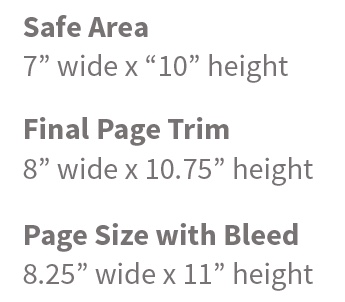 Safe Area
7” wide x “10” height
Final Page Trim
8” wide x 10.75” height
Page Size with Bleed
8.25” wide x 11” height